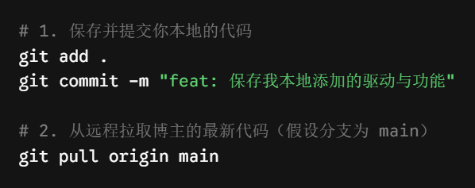 # 1. 保存并提交你本地的代码
git add .
git commit -m "feat: 保存我本地添加的驱动与功能"
# 2. 从远程拉取博主的最新代码（假设分支为 main）
git pull origin main